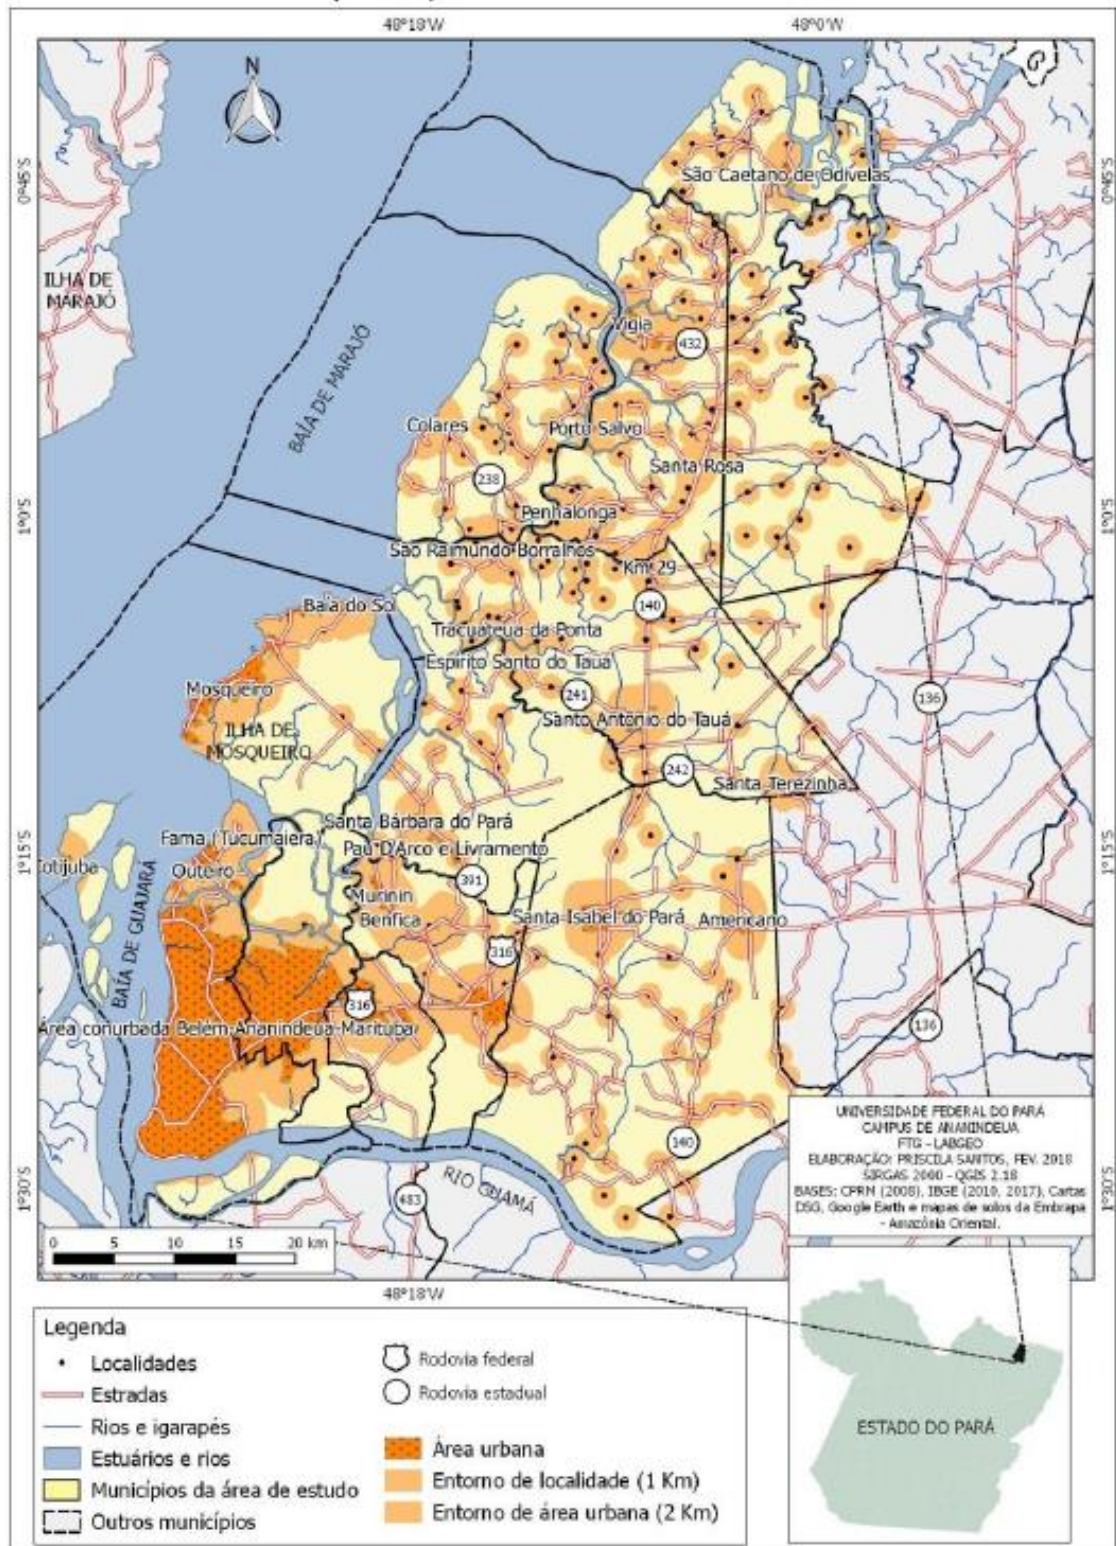 48°18'W
48°0'W
N
G
0°45'S
0°45'S
São Caetano de Odivelas
ILHA DE
MARAJÓ
BAÍA DE MARAJÓ
Vigia
432
Colares
Porto Salvo
Santa Rosa
238
Penhalonga
1°0'S
1°0'S
São Raimundo Borralhos
Km 29
Baía do Sol
140
Tracuateua da Ponta
Espírito Santo do Tauá
Mosqueiro
241
136
Santo Antônio do Tauá
ILHA DE
MOSQUEIRO
242
Santa Terezinha
Santa Bárbara do Pará
Fama (Tucumaiera)
Pau D'Arco e Livramento
1°15'S
1°15'S
Cotijuba
Outeiro
391
Murinin
Benfica
Santa Isabel do Pará
Americano
BAÍA DE GUAJARÁ
316
316
136
Área conurbada Belém-Ananindeua-Marituba
140
UNIVERSIDADE FEDERAL DO PARÁ
CAMPUS DE ANANINDEUA
FTG - LABGEO
ELABORAÇÃO: PRISCILA SANTOS, FEV. 2018
SIRGAS 2000 - QGIS 2.18
BASES: CPRM (2008), IBGE (2010, 2017), Cartas
DSG, Google Earth e mapas de solos da Embrapa
- Amazônia Oriental.
1°30'S
1°30'S
RIO GUAMÁ
483
0 5 10 15 20 km
48°18'W
Legenda
Localidades
Estradas
Rios e igarapés
Estuários e rios
Municípios da área de estudo
Outros municípios
Rodovia federal
Rodovia estadual
Área urbana
Entorno de localidade (1 Km)
Entorno de área urbana (2 Km)
ESTADO DO PARÁ